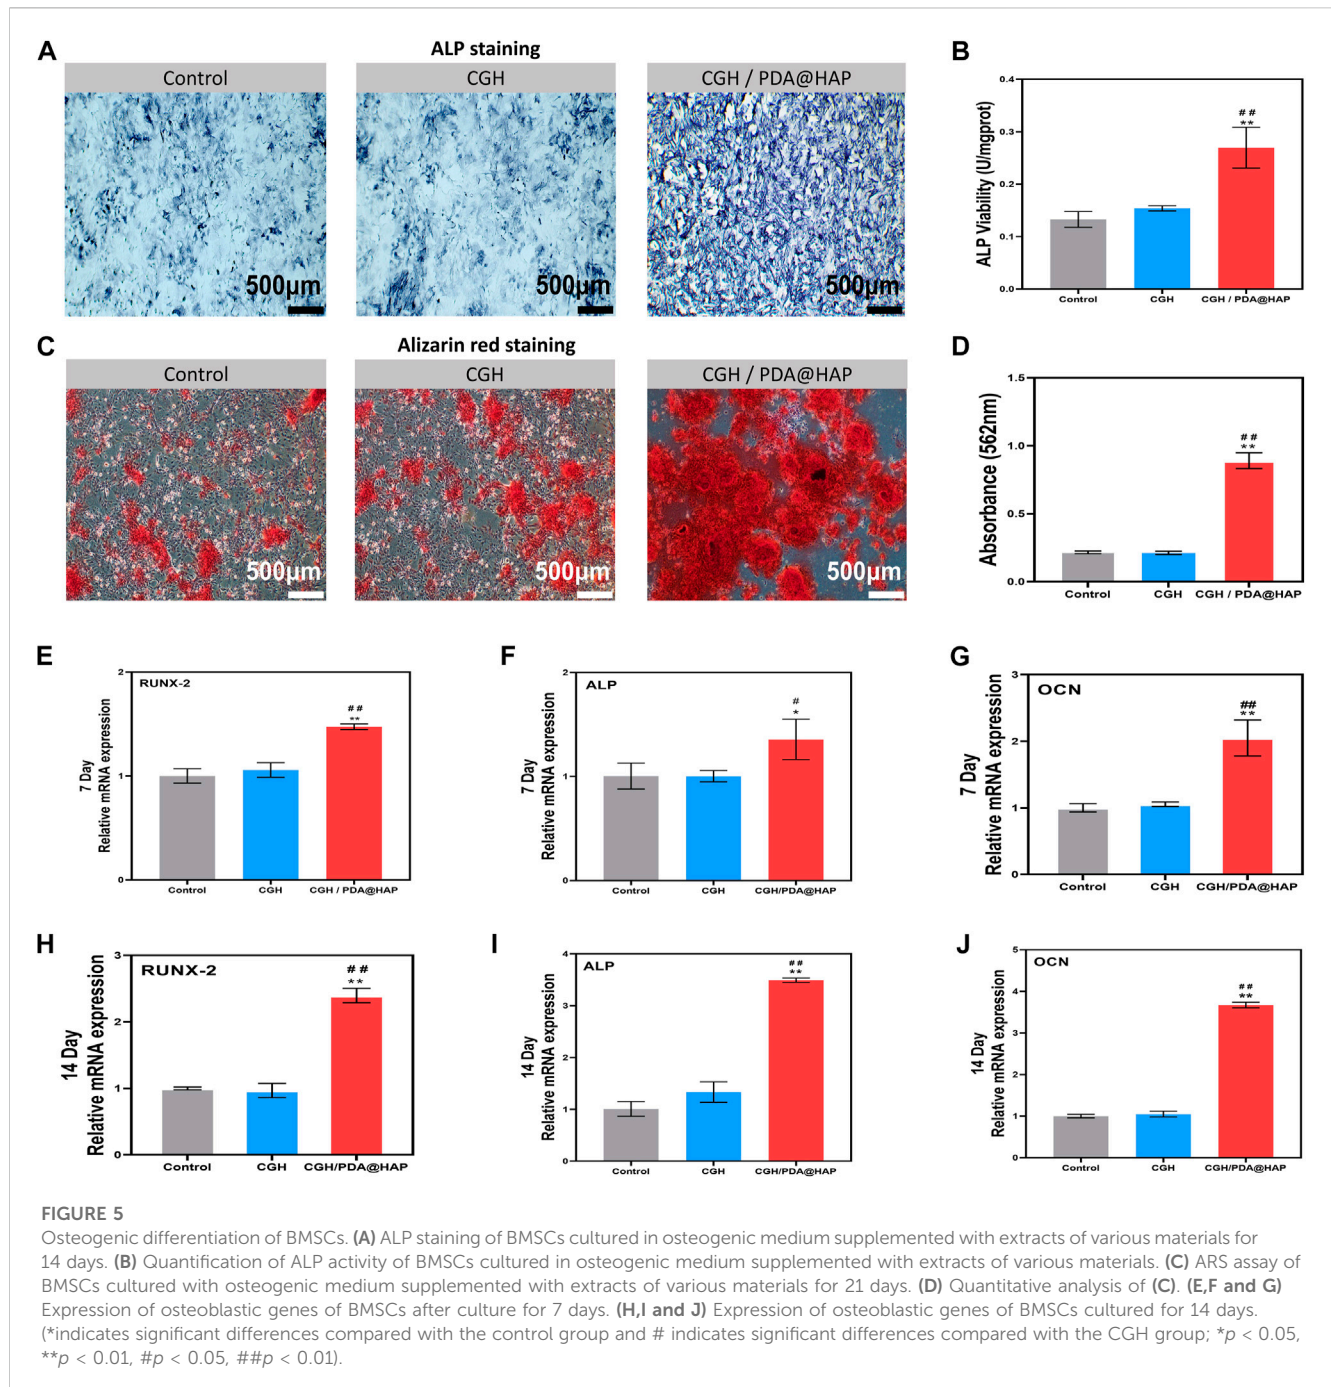 A
ALP staining
Control
CGH
CGH / PDA@HAP
500µm
500µm
500µm
B
ALP Viability (U/mgprot)
0.4
0.3
0.2
0.1
0.0
##
**
Control
CGH
CGH / PDA@HAP
C
Alizarin red staining
Control
CGH
CGH / PDA@HAP
500µm
500µm
500µm
D
Absorbance (562nm)
1.5
1.0
0.5
0.0
##
**
Control
CGH
CGH / PDA@HAP
E
RUNX-2
7 Day
Relative mRNA expression
2
1
0
##
**
Control
CGH
CGH / PDA@HAP
F
ALP
7 Day
Relative mRNA expression
2
1
0
#
*
Control
CGH
CGH/PDA@HAP
G
OCN
7 Day
Relative mRNA expression
3
2
1
0
##
**
Control
CGH
CGH/PDA@HAP
H
RUNX-2
14 Day
Relative mRNA expression
3
2
1
0
##
**
Control
CGH
CGH/PDA@HAP
I
ALP
14 Day
Relative mRNA expression
4
3
2
1
0
##
**
Control
CGH
CGH/PDA@HAP
J
OCN
14 Day
Relative mRNA expression
5
4
3
2
1
0
##
**
Control
CGH
CGH/PDA@HAP
FIGURE 5
Osteogenic differentiation of BMSCs. (A) ALP staining of BMSCs cultured in osteogenic medium supplemented with extracts of various materials for
14 days. (B) Quantification of ALP activity of BMSCs cultured in osteogenic medium supplemented with extracts of various materials. (C) ARS assay of
BMSCs cultured with osteogenic medium supplemented with extracts of various materials for 21 days. (D) Quantitative analysis of (C). (E,F and G)
Expression of osteoblastic genes of BMSCs after culture for 7 days. (H,I and J) Expression of osteoblastic genes of BMSCs cultured for 14 days.
(*indicates significant differences compared with the control group and # indicates significant differences compared with the CGH group; *p < 0.05,
**p < 0.01, #p < 0.05, ##p < 0.01).